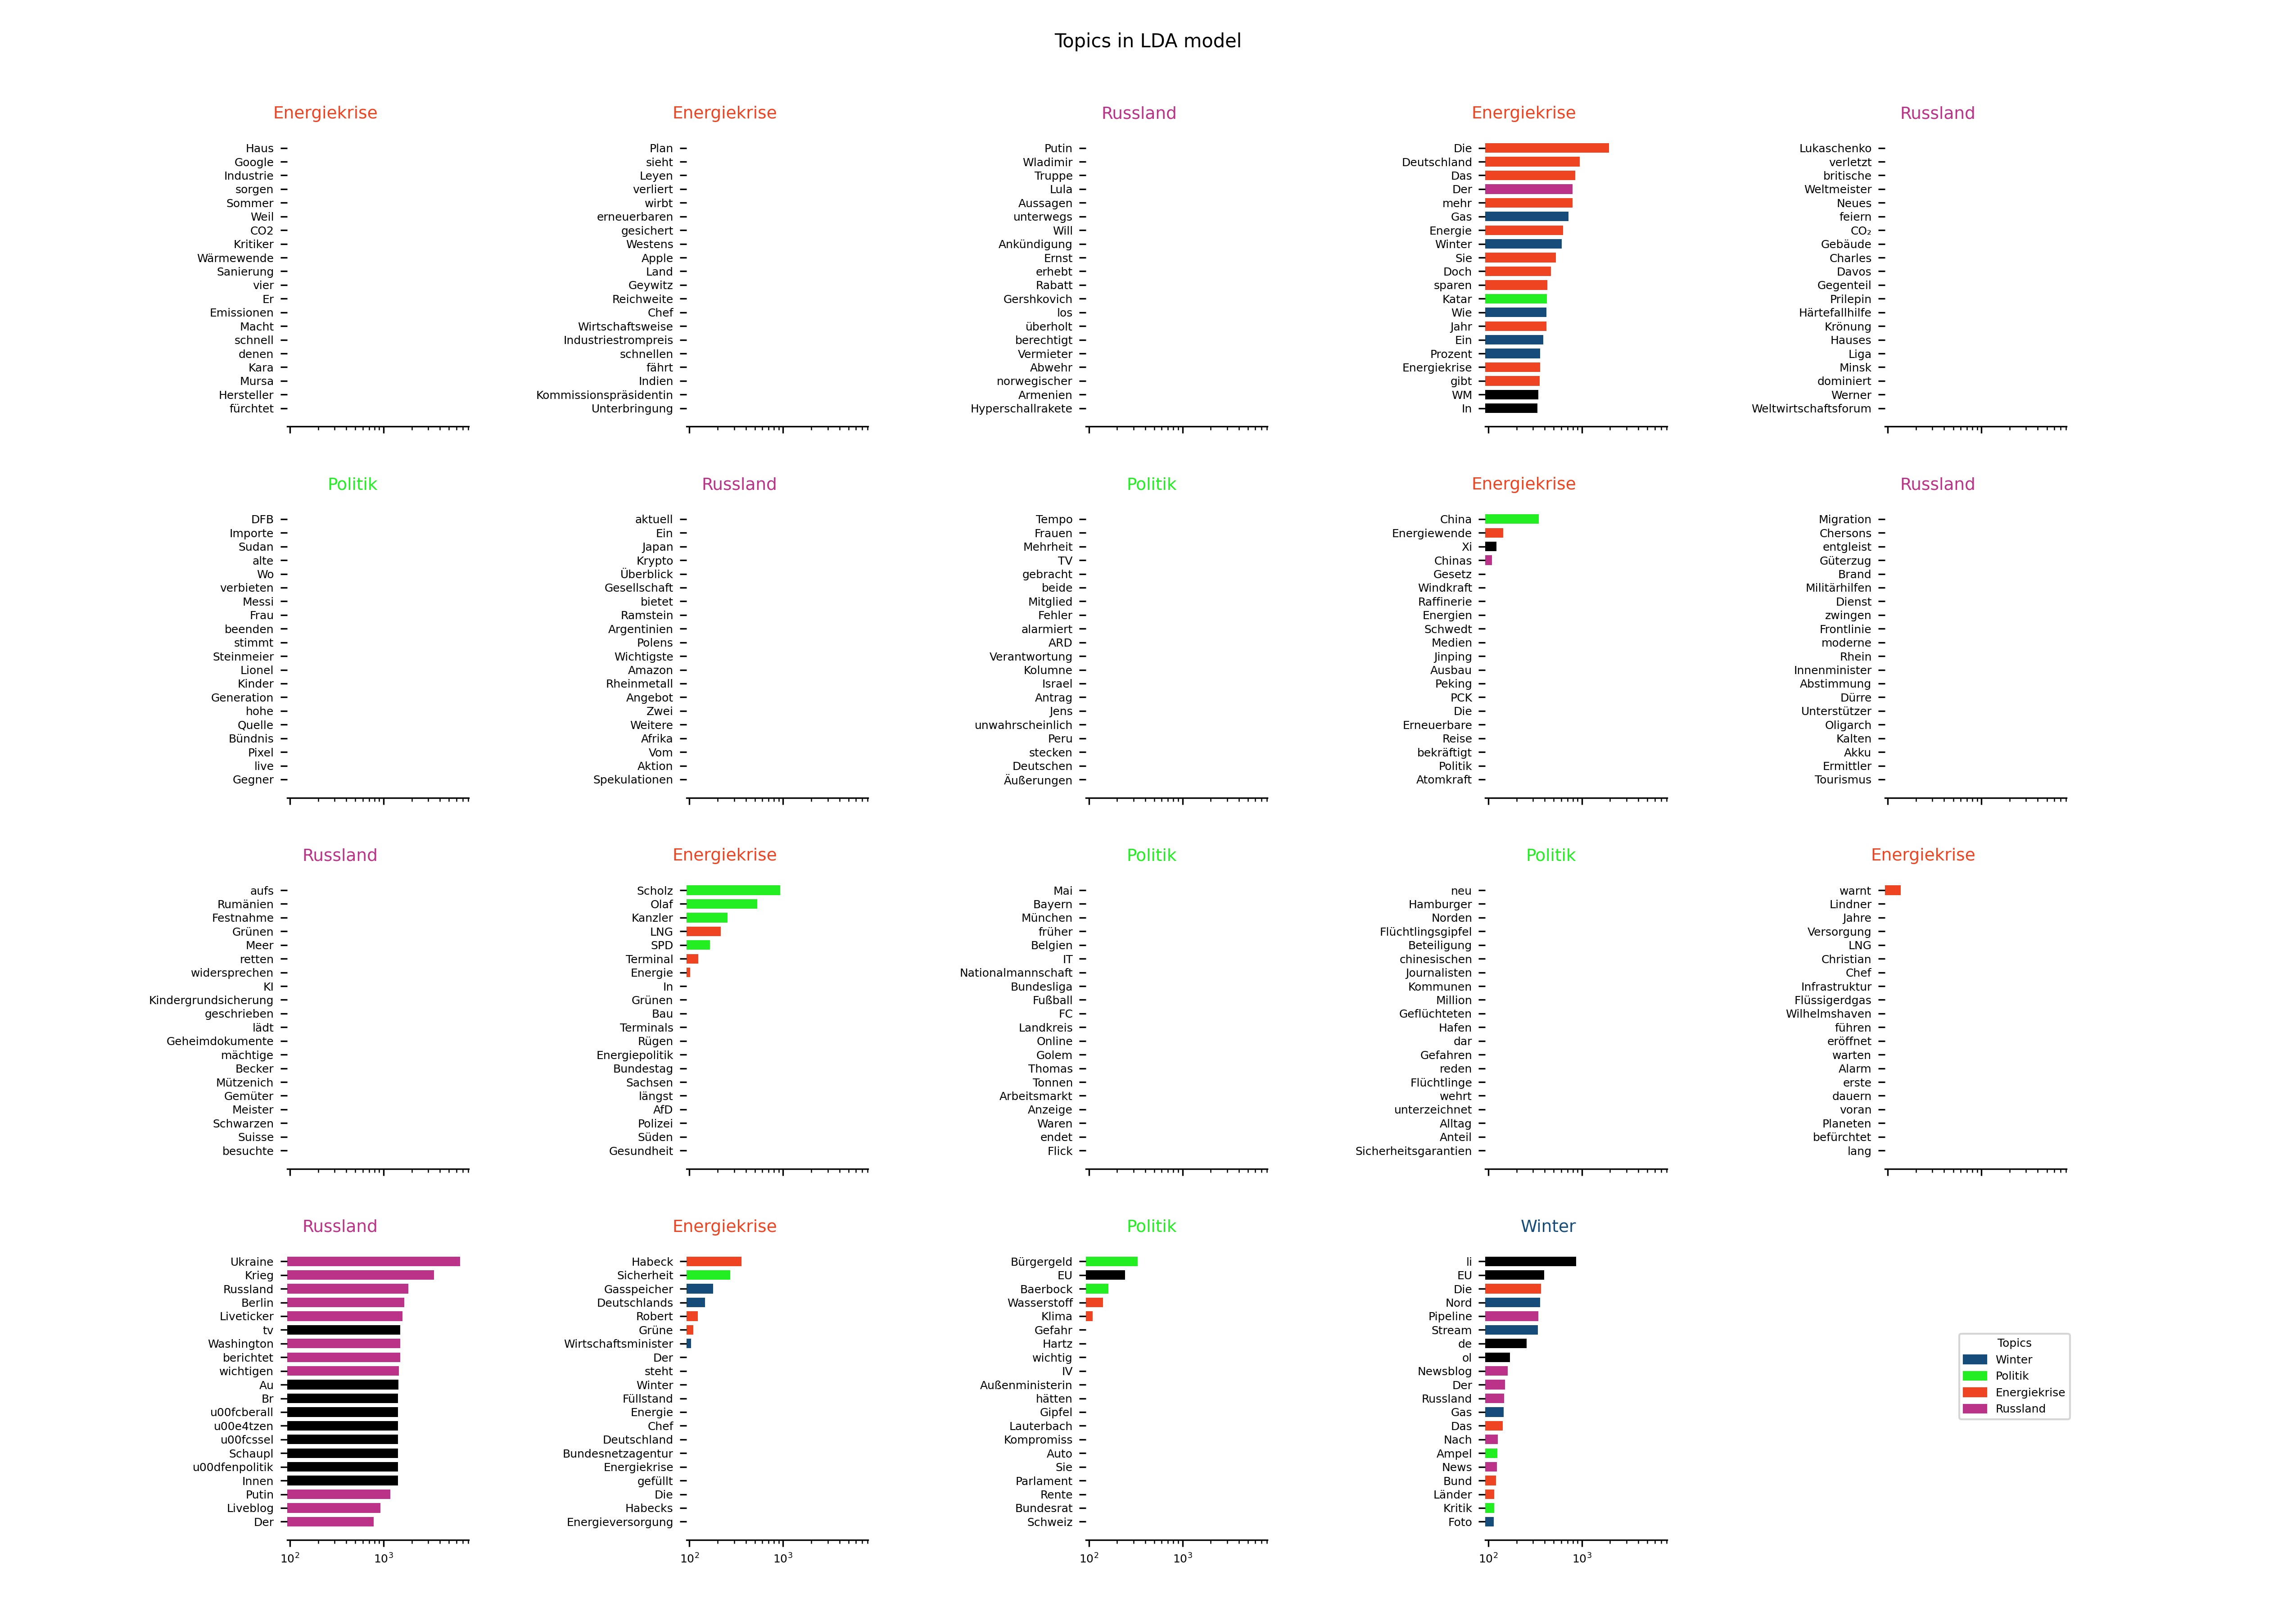 Topics in LDA model
Energiekrise
Haus
Google
Industrie
sorgen
Sommer
Weil
CO2
Kritiker
Wärmewende
Sanierung
vier
Er
Emissionen
Macht
schnell
denen
Kara
Mursa
Hersteller
fürchtet
Energiekrise
Plan
sieht
Leyen
verliert
wirbt
erneuerbaren
gesichert
Westens
Apple
Land
Geywitz
Reichweite
Chef
Wirtschaftsweise
Industriestrompreis
schnellen
fährt
Indien
Kommissionspräsidentin
Unterbringung
Russland
Putin
Wladimir
Truppe
Lula
Aussagen
unterwegs
Will
Ankündigung
Ernst
erhebt
Rabatt
Gershkovich
los
überholt
berechtigt
Vermieter
Abwehr
norwegischer
Armenien
Hyperschallrakete
Energiekrise
Die
Deutschland
Das
Der
mehr
Gas
Energie
Winter
Sie
Doch
sparen
Katar
Wie
Jahr
Ein
Prozent
Energiekrise
gibt
WM
In
Russland
Lukaschenko
verletzt
britische
Weltmeister
Neues
feiern
CO₂
Gebäude
Charles
Davos
Gegenteil
Prilepin
Härtefallhilfe
Krönung
Hauses
Liga
Minsk
dominiert
Werner
Weltwirtschaftsforum
Politik
DFB
Importe
Sudan
alte
Wo
verbieten
Messi
Frau
beenden
stimmt
Steinmeier
Lionel
Kinder
Generation
hohe
Quelle
Bündnis
Pixel
live
Gegner
Russland
aktuell
Ein
Japan
Krypto
Überblick
Gesellschaft
bietet
Ramstein
Argentinien
Polens
Wichtigste
Amazon
Rheinmetall
Angebot
Zwei
Weitere
Afrika
Vom
Aktion
Spekulationen
Politik
Tempo
Frauen
Mehrheit
TV
gebracht
beide
Mitglied
Fehler
alarmiert
ARD
Verantwortung
Kolumne
Israel
Antrag
Jens
unwahrscheinlich
Peru
stecken
Deutschen
Äußerungen
Energiekrise
China
Energiewende
Xi
Chinas
Gesetz
Windkraft
Raffinerie
Energien
Schwedt
Medien
Jinping
Ausbau
Peking
PCK
Die
Erneuerbare
Reise
bekräftigt
Politik
Atomkraft
Russland
Migration
Chersons
entgleist
Güterzug
Brand
Militärhilfen
Dienst
zwingen
Frontlinie
moderne
Rhein
Innenminister
Abstimmung
Dürre
Unterstützer
Oligarch
Kalten
Akku
Ermittler
Tourismus
Russland
aufs
Rumänien
Festnahme
Grünen
Meer
retten
widersprechen
KI
Kindergrundsicherung
geschrieben
lädt
Geheimdokumente
mächtige
Becker
Mützenich
Gemüter
Meister
Schwarzen
Suisse
besuchte
Energiekrise
Scholz
Olaf
Kanzler
LNG
SPD
Terminal
Energie
In
Grünen
Bau
Terminals
Rügen
Energiepolitik
Bundestag
Sachsen
längst
AfD
Polizei
Süden
Gesundheit
Politik
Mai
Bayern
München
früher
Belgien
IT
Nationalmannschaft
Bundesliga
Fußball
FC
Landkreis
Online
Golem
Thomas
Tonnen
Arbeitsmarkt
Anzeige
Waren
endet
Flick
Politik
neu
Hamburger
Norden
Flüchtlingsgipfel
Beteiligung
chinesischen
Journalisten
Kommunen
Million
Geflüchteten
Hafen
dar
Gefahren
reden
Flüchtlinge
wehrt
unterzeichnet
Alltag
Anteil
Sicherheitsgarantien
Energiekrise
warnt
Lindner
Jahre
Versorgung
LNG
Christian
Chef
Infrastruktur
Flüssigerdgas
Wilhelmshaven
führen
eröffnet
warten
Alarm
erste
dauern
voran
Planeten
befürchtet
lang
Russland
Ukraine
Krieg
Russland
Berlin
Liveticker
tv
Washington
berichtet
wichtigen
Au
Br
u00fcberall
u00e4tzen
u00fcssel
Schaupl
u00dfenpolitik
Innen
Putin
Liveblog
Der
10² 10³
Energiekrise
Habeck
Sicherheit
Gasspeicher
Deutschlands
Robert
Grüne
Wirtschaftsminister
Der
steht
Winter
Füllstand
Energie
Chef
Deutschland
Bundesnetzagentur
Energiekrise
gefüllt
Die
Habecks
Energieversorgung
10² 10³
Politik
Bürgergeld
EU
Baerbock
Wasserstoff
Klima
Gefahr
Hartz
wichtig
IV
Außenministerin
hätten
Gipfel
Lauterbach
Kompromiss
Auto
Sie
Parlament
Rente
Bundesrat
Schweiz
10² 10³
Winter
li
EU
Die
Nord
Pipeline
Stream
de
ol
Newsblog
Der
Russland
Gas
Das
Nach
Ampel
News
Bund
Länder
Kritik
Foto
10² 10³
Topics
Winter
Politik
Energiekrise
Russland